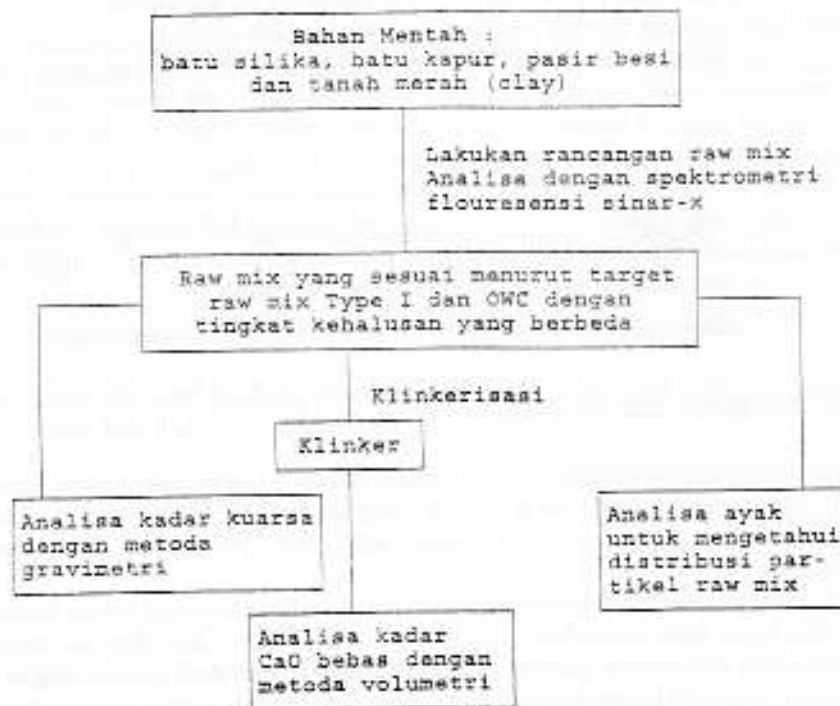 Bahan Mentah :
batu silika, batu kapur, pasir besi
dan tanah merah (clay)
Lakukan rancangan raw mix
Analisa dengan spektrometri
flouresensi sinar-x
Raw mix yang sesuai menurut target
raw mix Type I dan OWC dengan
tingkat kehalusan yang berbeda
Klinkerisasi
Klinker
Analisa kadar kuarsa
dengan metoda
gravimetri
Analisa ayak
untuk mengetahui
distribusi par-
tikel raw mix
Analisa kadar
CaO bebas dengan
metoda volumetri